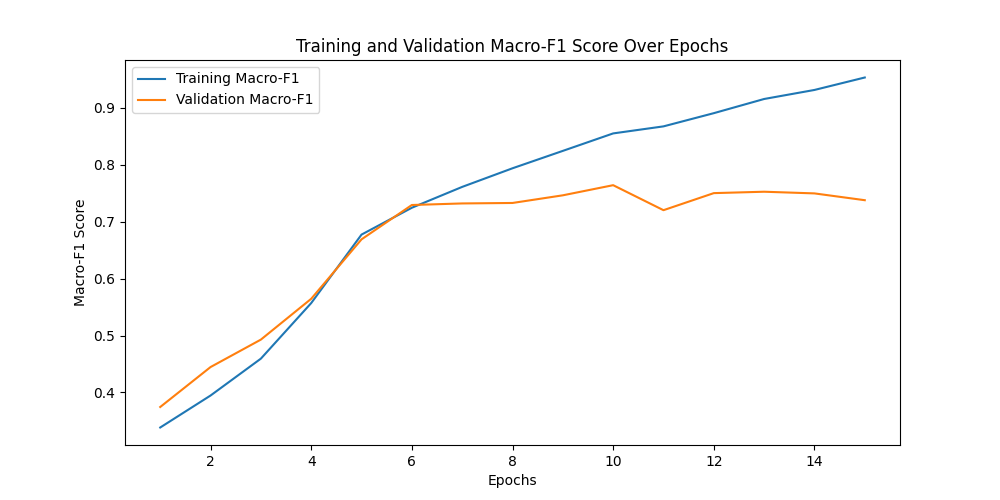 Training and Validation Macro-F1 Score Over Epochs
Training Macro-F1
Validation Macro-F1
Macro-F1 Score
0.9
0.8
0.7
0.6
0.5
0.4
2 4 6 8 10 12 14
Epochs